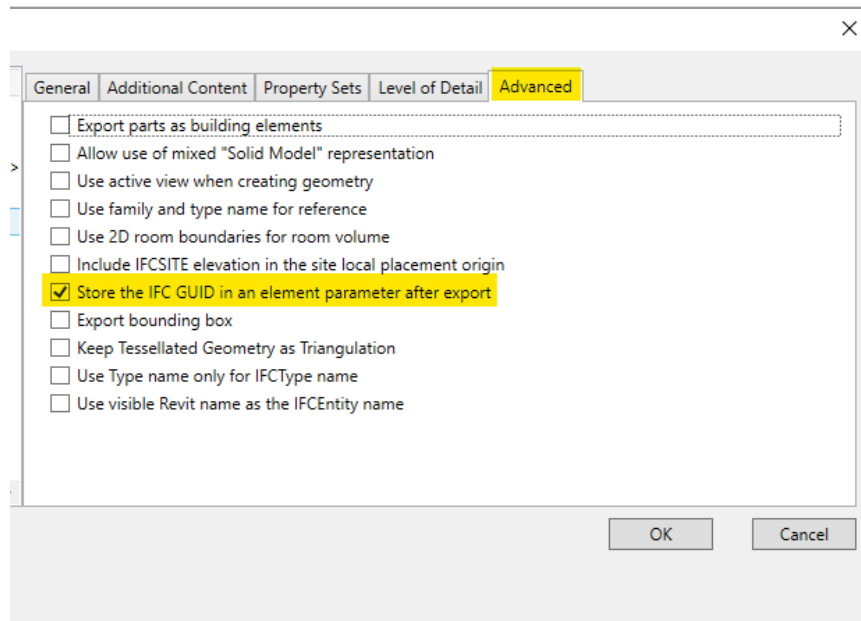 General Additional Content Property Sets Level of Detail Advanced
Export parts as building elements
Allow use of mixed "Solid Model" representation
Use active view when creating geometry
Use family and type name for reference
Use 2D room boundaries for room volume
Include IFCSITE elevation in the site local placement origin
Store the IFC GUID in an element parameter after export
Export bounding box
Keep Tessellated Geometry as Triangulation
Use Type name only for IFCType name
Use visible Revit name as the IFCEntity name
OK Cancel